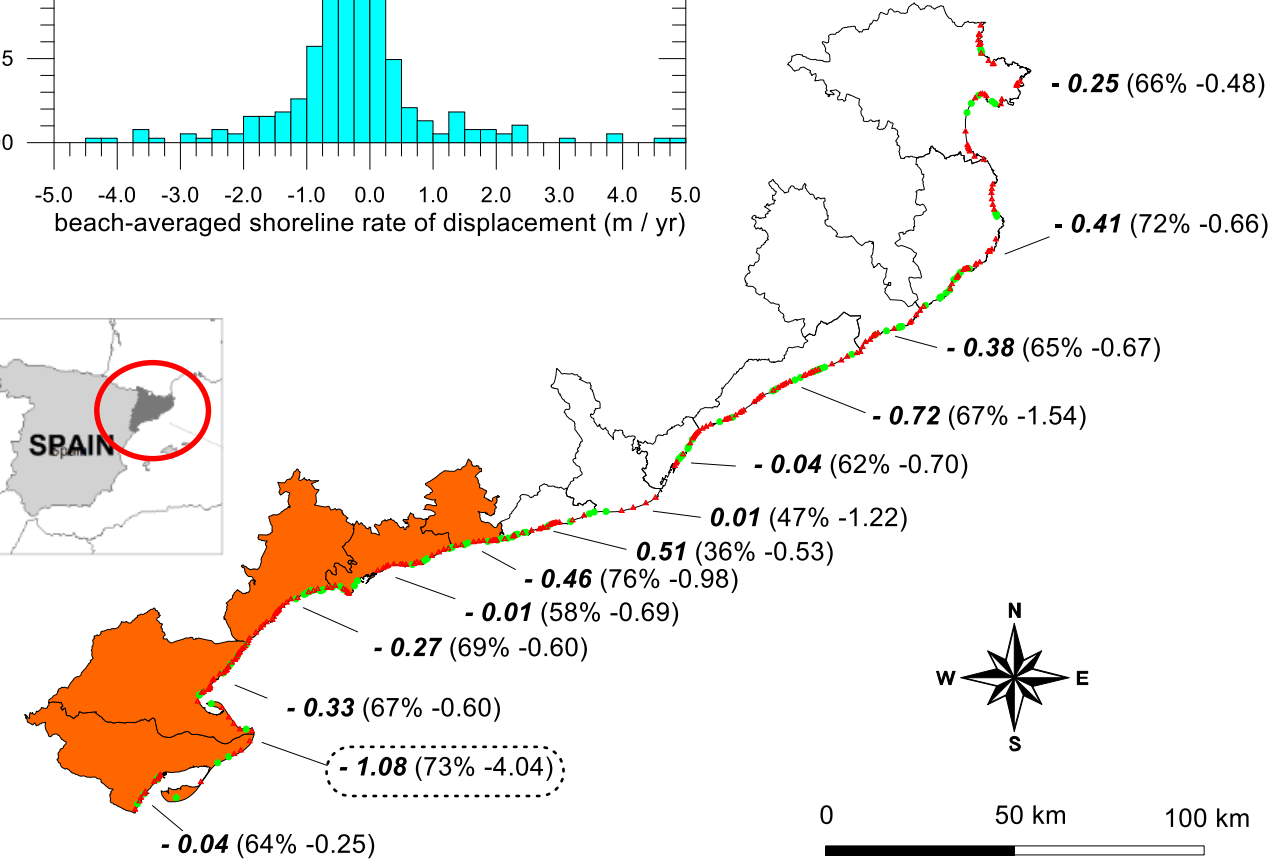 5
0
-5.0 -4.0 -3.0 -2.0 -1.0 0.0 1.0 2.0 3.0 4.0 5.0
beach-averaged shoreline rate of displacement (m / yr)
- 0.25 (66% -0.48)
- 0.41 (72% -0.66)
- 0.38 (65% -0.67)
- 0.72 (67% -1.54)
- 0.04 (62% -0.70)
0.01 (47% -1.22)
0.51 (36% -0.53)
- 0.46 (76% -0.98)
- 0.01 (58% -0.69)
- 0.27 (69% -0.60)
- 0.33 (67% -0.60)
- 1.08 (73% -4.04)
- 0.04 (64% -0.25)
SPAIN
Spain
N
W E
S
0 50 km 100 km